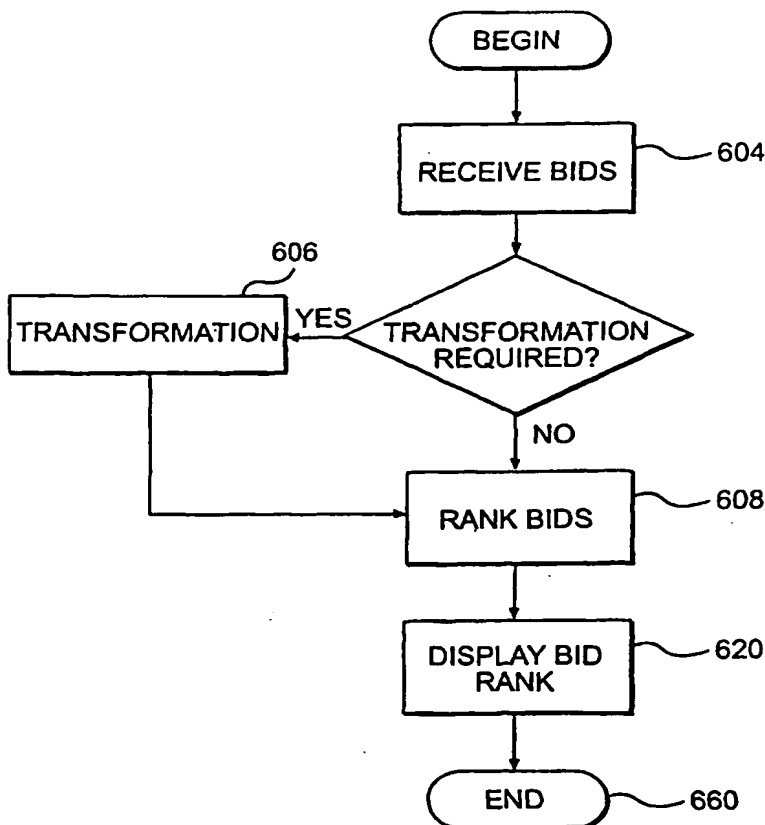 BEGIN
RECEIVE BIDS
604
606
TRANSFORMATION
YES
TRANSFORMATION
REQUIRED?
NO
RANK BIDS
608
DISPLAY BID
RANK
620
END
660